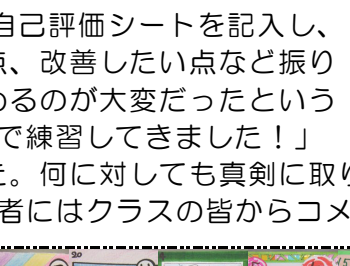 自己評価シートを記入し、
点、改善したい点など振り
めるのが大変だったという
で練習してきました！」
た。何に対しても真剣に取り
者にはクラスの皆からコメ
20